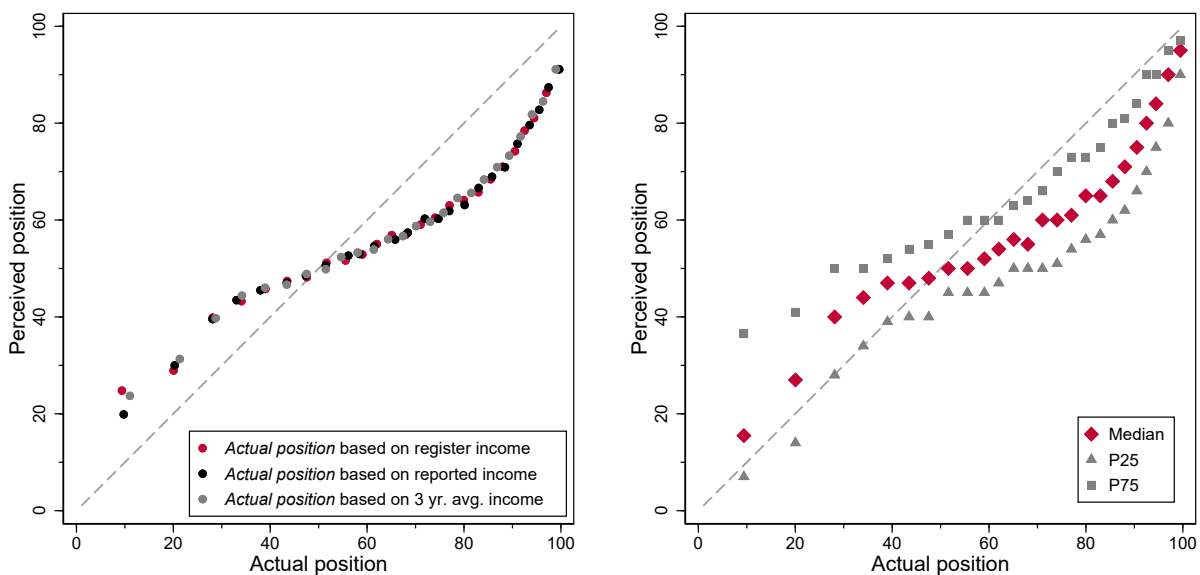 Perceived position
0
20
40
60
80
100
0
20
40
60
80
100
Actual position
Actual position based on register income
Actual position based on reported income
Actual position based on 3 yr. avg. income
Perceived position
0
20
40
60
80
100
0
20
40
60
80
100
Actual position
Median
P25
P75